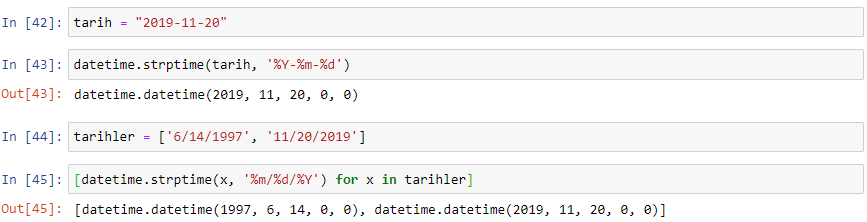 In [42]: tarih = "2019-11-20"
In [43]: datetime.strptime(tarih, '%Y-%m-%d')
Out[43]: datetime.datetime(2019, 11, 20, 0, 0)
In [44]: tarihler = ['6/14/1997', '11/20/2019']
In [45]: [datetime.strptime(x, '%m/%d/%Y') for x in tarihler]
Out[45]: [datetime.datetime(1997, 6, 14, 0, 0), datetime.datetime(2019, 11, 20, 0, 0)]